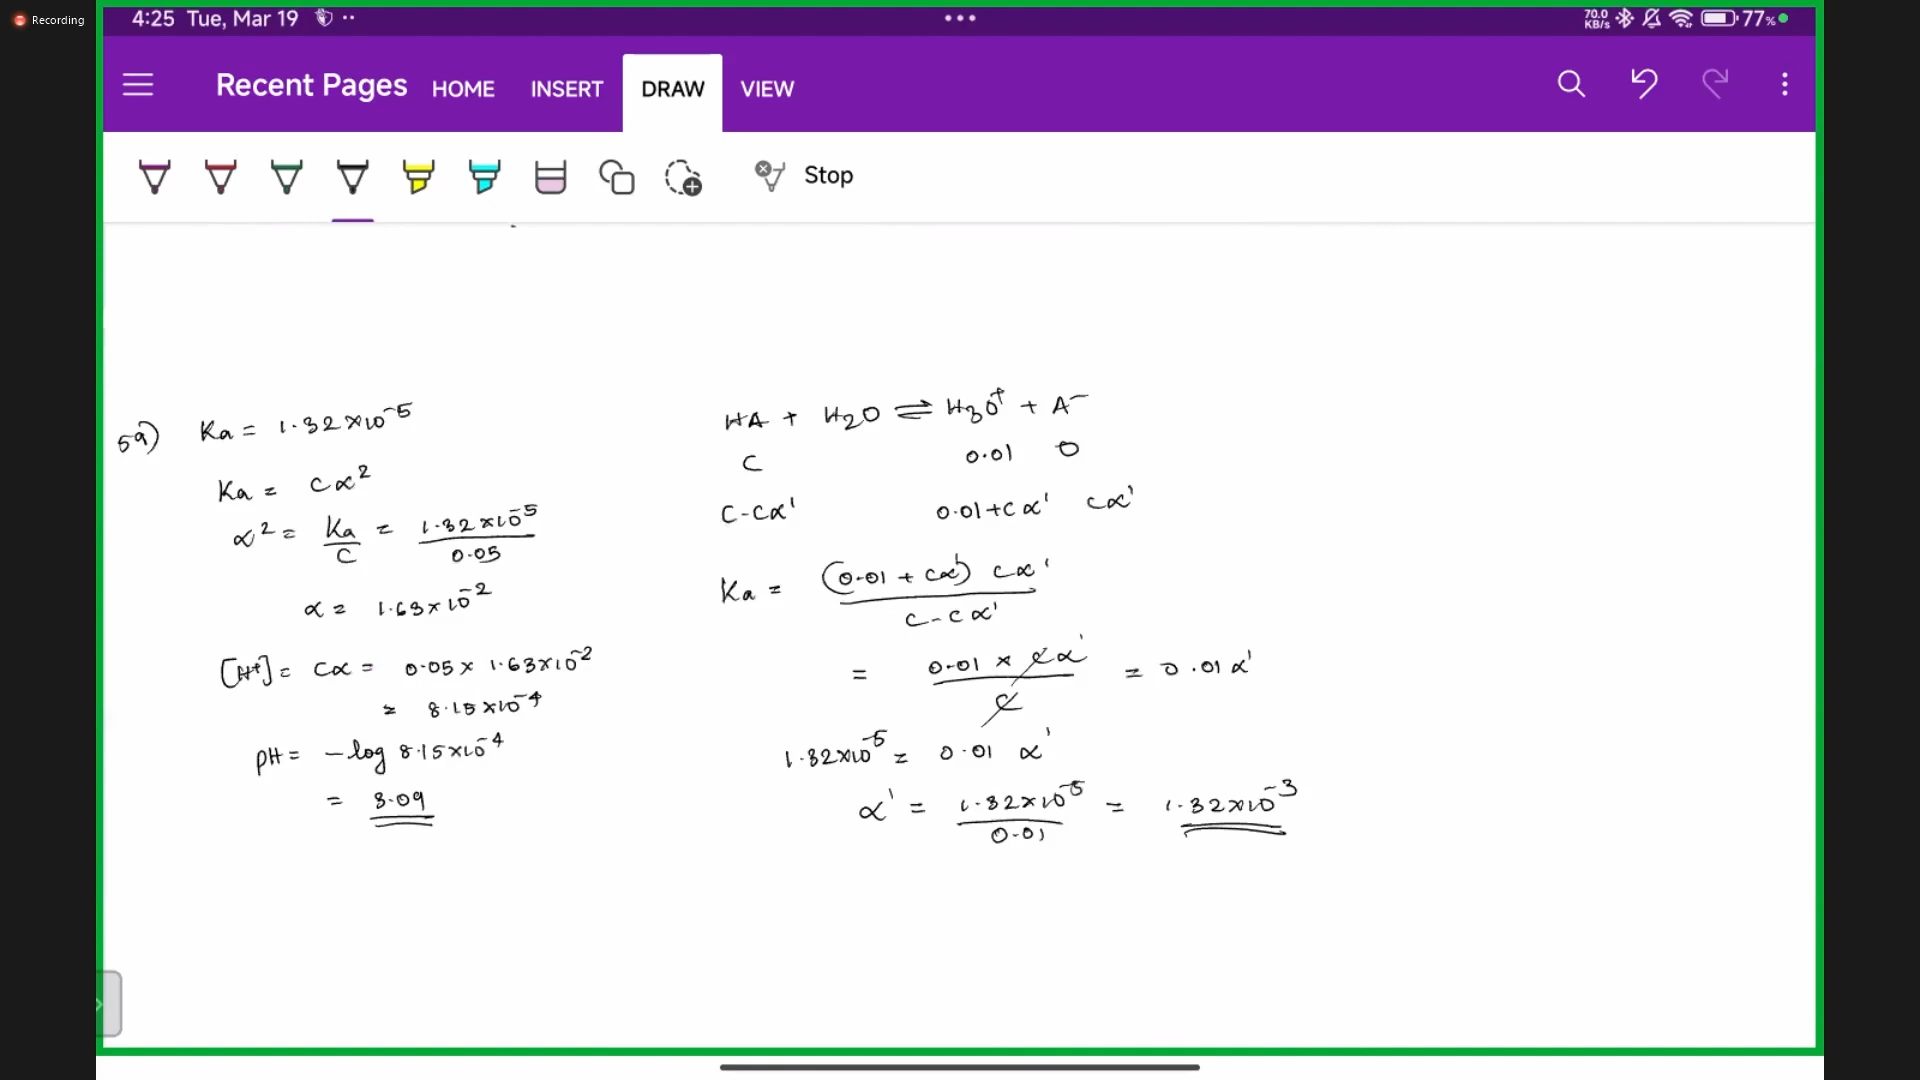 Recording
4:25 Tue, Mar 19
70.0 KB/s 77%
Recent Pages HOME INSERT DRAW VIEW
Stop
59) Ka = 1.32×10⁻⁵
Ka = Cα²
α² = Ka/C = 1.32×10⁻⁵/0.05
α = 1.63×10⁻²
[H⁺] = Cα = 0.05 × 1.63×10⁻²
= 8.15×10⁻⁴
pH = -log 8.15×10⁻⁴
= 3.09
HA + H2O ⇌ H3O⁺ + A⁻
C 0.01 0
C-Cα' 0.01+Cα' Cα'
Ka = (0.01 + Cα') Cα'/C-Cα'
= 0.01 × Cα'/C = 0.01 α'
1.32×10⁻⁵ = 0.01 α'
α' = 1.32×10⁻⁵/0.01 = 1.32×10⁻³